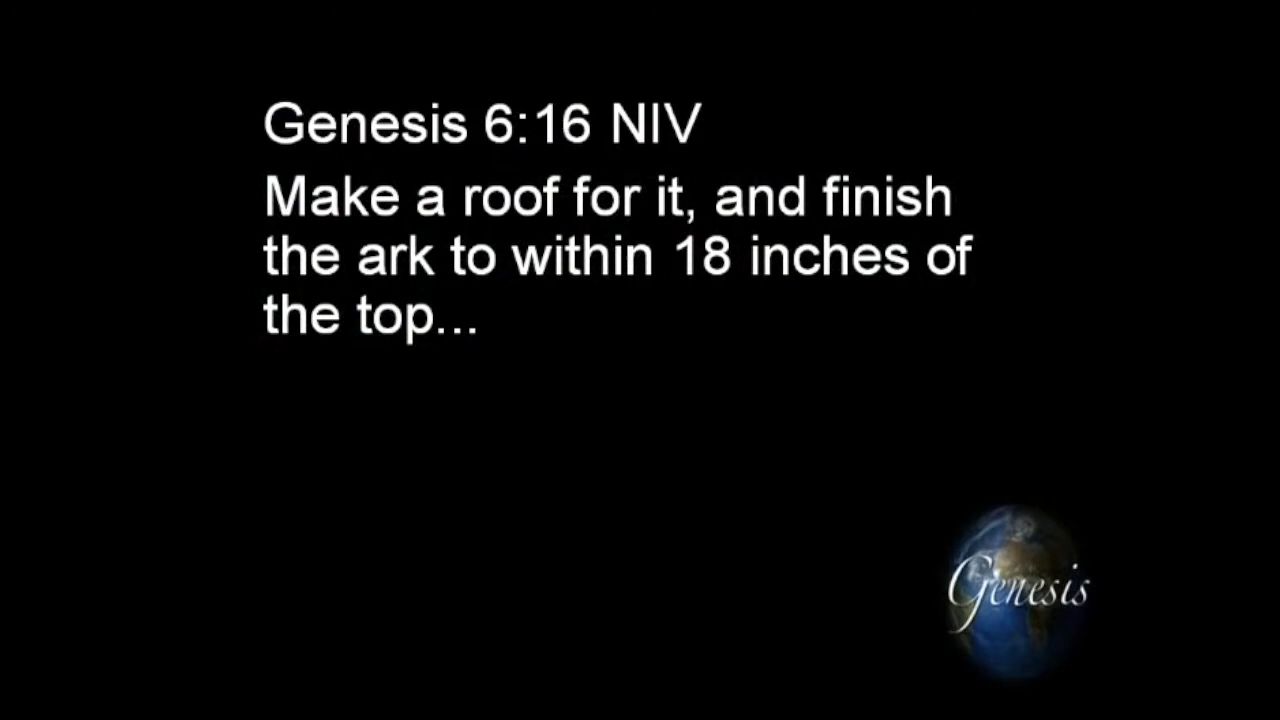 Genesis 6:16 NIV
Make a roof for it, and finish
the ark to within 18 inches of
the top...
Genesis